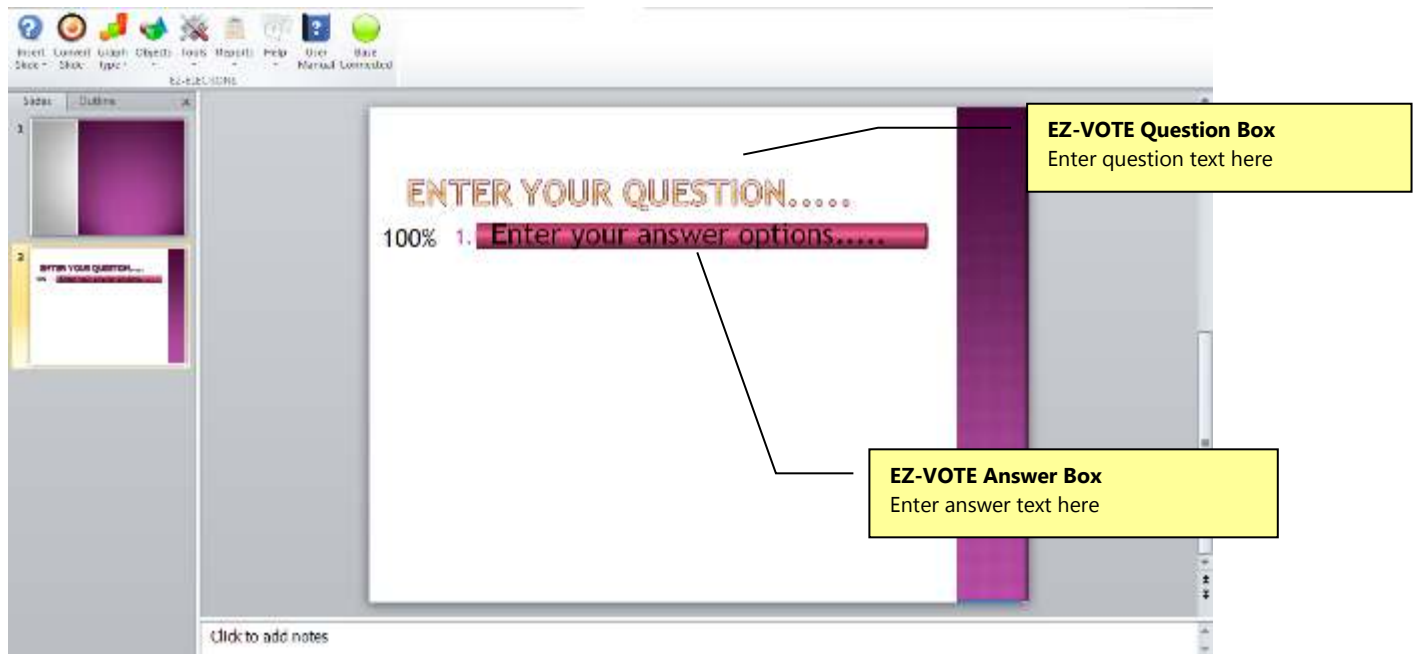 Insert Convert Graph Objects Tools Reports Help User Base
Slide Slide Type Manual Connected
Slides Outline
1
EZ-VOTE Question Box
Enter question text here
ENTER YOUR QUESTION.....
100% 1. Enter your answer options.....
2
ENTER YOUR QUESTION.....
EZ-VOTE Answer Box
Enter answer text here
Click to add notes